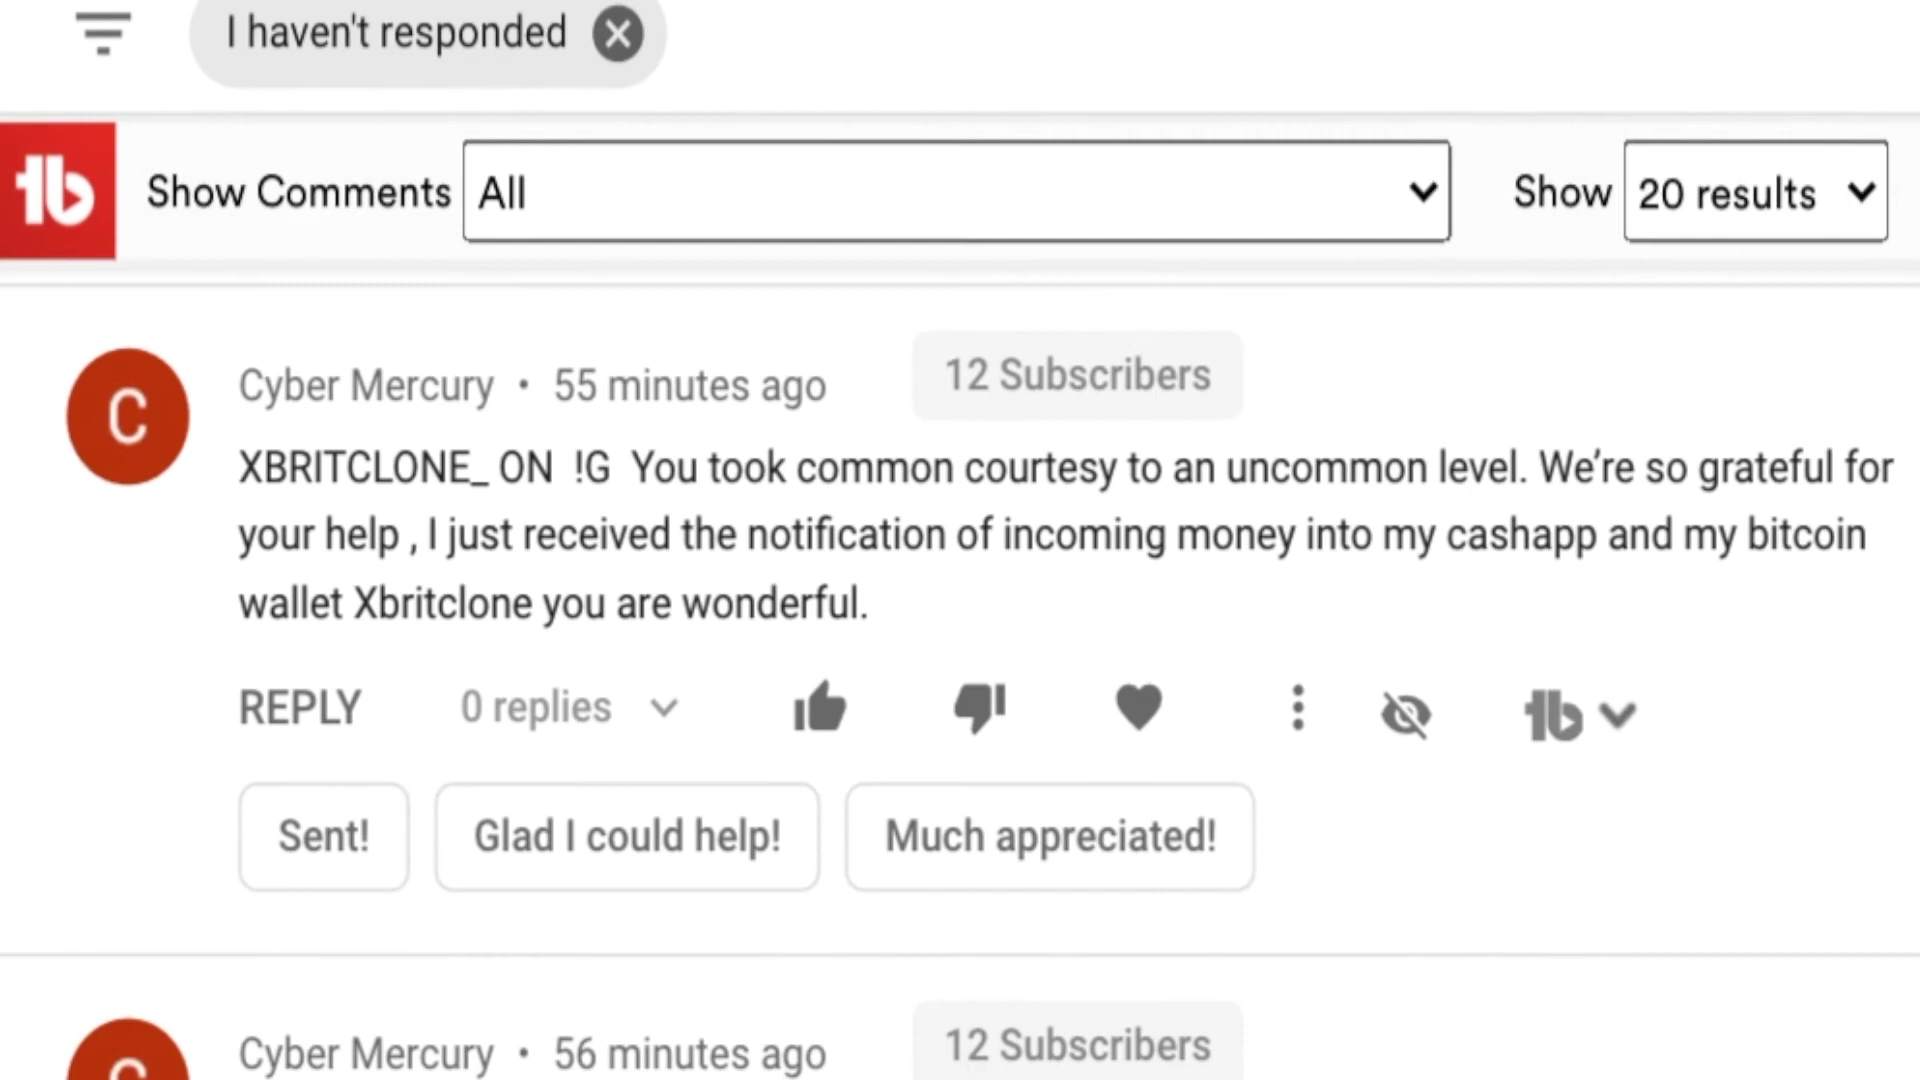 I haven't responded
Show Comments All Show 20 results
Cyber Mercury • 55 minutes ago 12 Subscribers
XBRITCLONE_ ON !G You took common courtesy to an uncommon level. We’re so grateful for
your help , I just received the notification of incoming money into my cashapp and my bitcoin
wallet Xbritclone you are wonderful.
REPLY 0 replies
Sent! Glad I could help! Much appreciated!
Cyber Mercury • 56 minutes ago 12 Subscribers